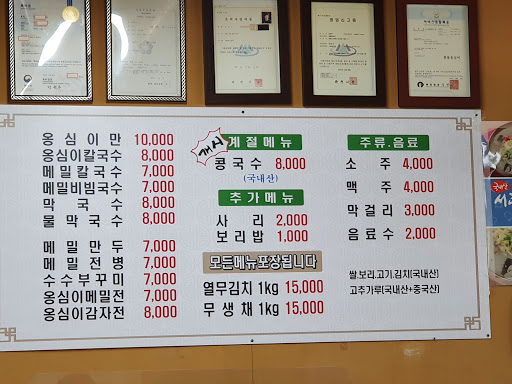 옹심이만 10,000
옹심이칼국수 8,000
메밀칼국수 7,000
메밀비빔국수 7,000
막국수 8,000
물막국수 8,000
메밀만두 7,000
메밀전병 7,000
수수부꾸미 7,000
옹심이메밀전 7,000
옹심이감자전 8,000
개시
계절메뉴
콩국수 8,000
(국내산)
추가메뉴
사리 2,000
보리밥 1,000
모든메뉴포장됩니다
열무김치 1kg 15,000
무생채 1kg 15,000
주류.음료
소주 4,000
맥주 4,000
막걸리 3,000
음료수 2,000
쌀.보리.고기.김치(국내산)
고추가루(국내산+중국산)